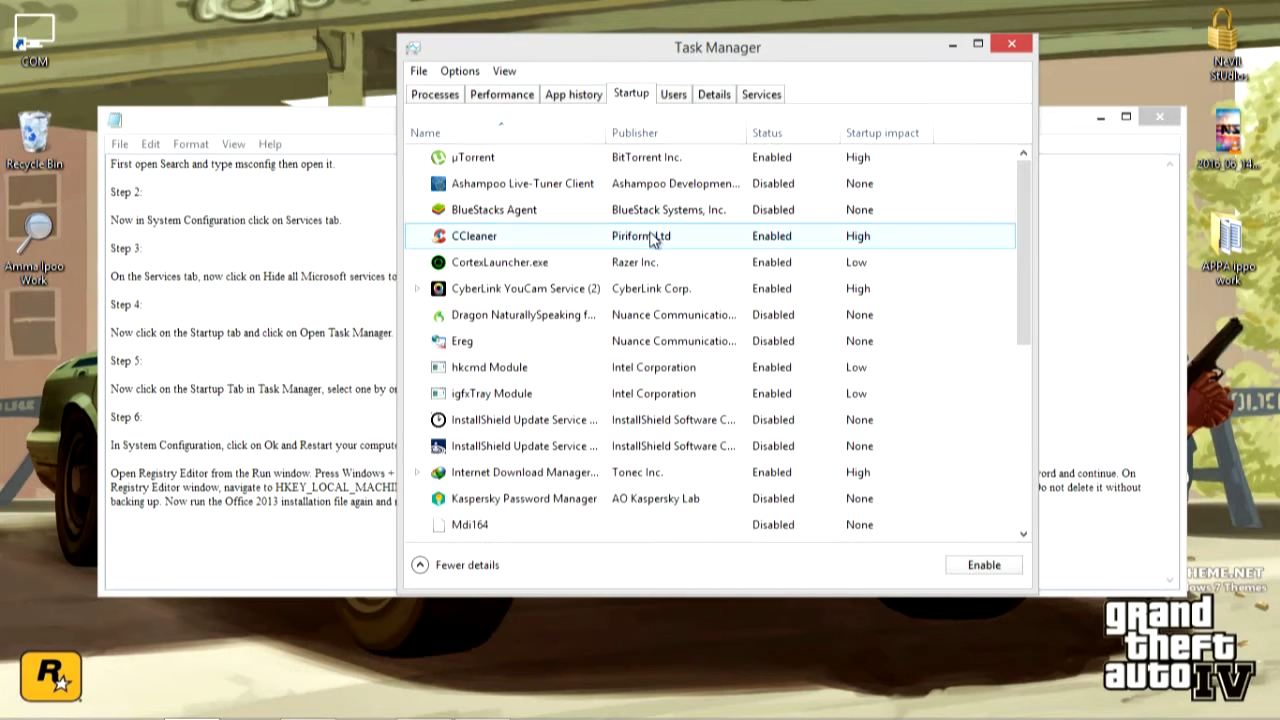 COM
Recycle Bin
Task Manager
File Options View
Processes Performance App history Startup Users Details Services
Name Publisher Status Startup impact
µTorrent BitTorrent Inc. Enabled High
Ashampoo Live-Tuner Client Ashampoo Developmen... Disabled None
BlueStacks Agent BlueStack Systems, Inc. Disabled None
CCleaner Piriform Ltd Enabled High
CortexLauncher.exe Razer Inc. Enabled Low
CyberLink YouCam Service (2) CyberLink Corp. Enabled High
Dragon NaturallySpeaking f... Nuance Communicatio... Disabled None
Ereg Nuance Communicatio... Disabled None
hkcmd Module Intel Corporation Enabled Low
igfxTray Module Intel Corporation Enabled Low
InstallShield Update Service ... InstallShield Software C... Disabled None
InstallShield Update Service ... InstallShield Software C... Disabled None
Internet Download Manager... Tonec Inc. Enabled High
Kaspersky Password Manager AO Kaspersky Lab Disabled None
Mdi164 Disabled None
Fewer details Enable
File Edit Format View Help
First open Search and type msconfig then open it.
Step 2:
Now in System Configuration click on Services tab.
Step 3:
On the Services tab, now click on Hide all Microsoft services
Step 4:
Now click on the Startup tab and click on Open Task Manager.
Step 5:
Now click on the Startup Tab in Task Manager, select one by
Step 6:
In System Configuration, click on Ok and Restart your
Open Registry Editor from the Run window. Press Windows + and continue. On
Registry Editor window, navigate to not delete it without
backing up. Now run the Office 2013 installation file again and
work
R
grand
theft
auto IV